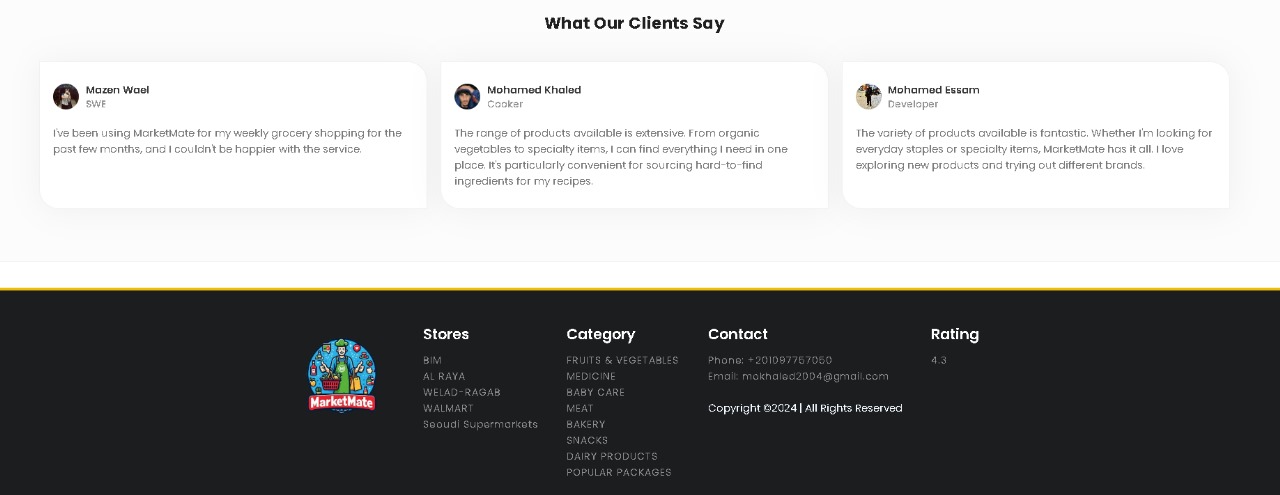 What Our Clients Say
Mazen Wael
SWE
I've been using MarketMate for my weekly grocery shopping for the
past few months, and I couldn't be happier with the service.
Mohamed Khaled
Cooker
The range of products available is extensive. From organic
vegetables to specialty items, I can find everything I need in one
place. It's particularly convenient for sourcing hard-to-find
ingredients for my recipes.
Mohamed Essam
Developer
The variety of products available is fantastic. Whether I'm looking for
everyday staples or specialty items, MarketMate has it all. I love
exploring new products and trying out different brands.
MarketMate
Stores
BIM
AL RAYA
WELAD-RAGAB
WALMART
Seoudi Supermarkets
Category
FRUITS & VEGETABLES
MEDICINE
BABY CARE
MEAT
BAKERY
SNACKS
DAIRY PRODUCTS
POPULAR PACKAGES
Contact
Phone: +201097757050
Email: mokhaled2004@gmail.com
Copyright ©2024 | All Rights Reserved
Rating
4.3